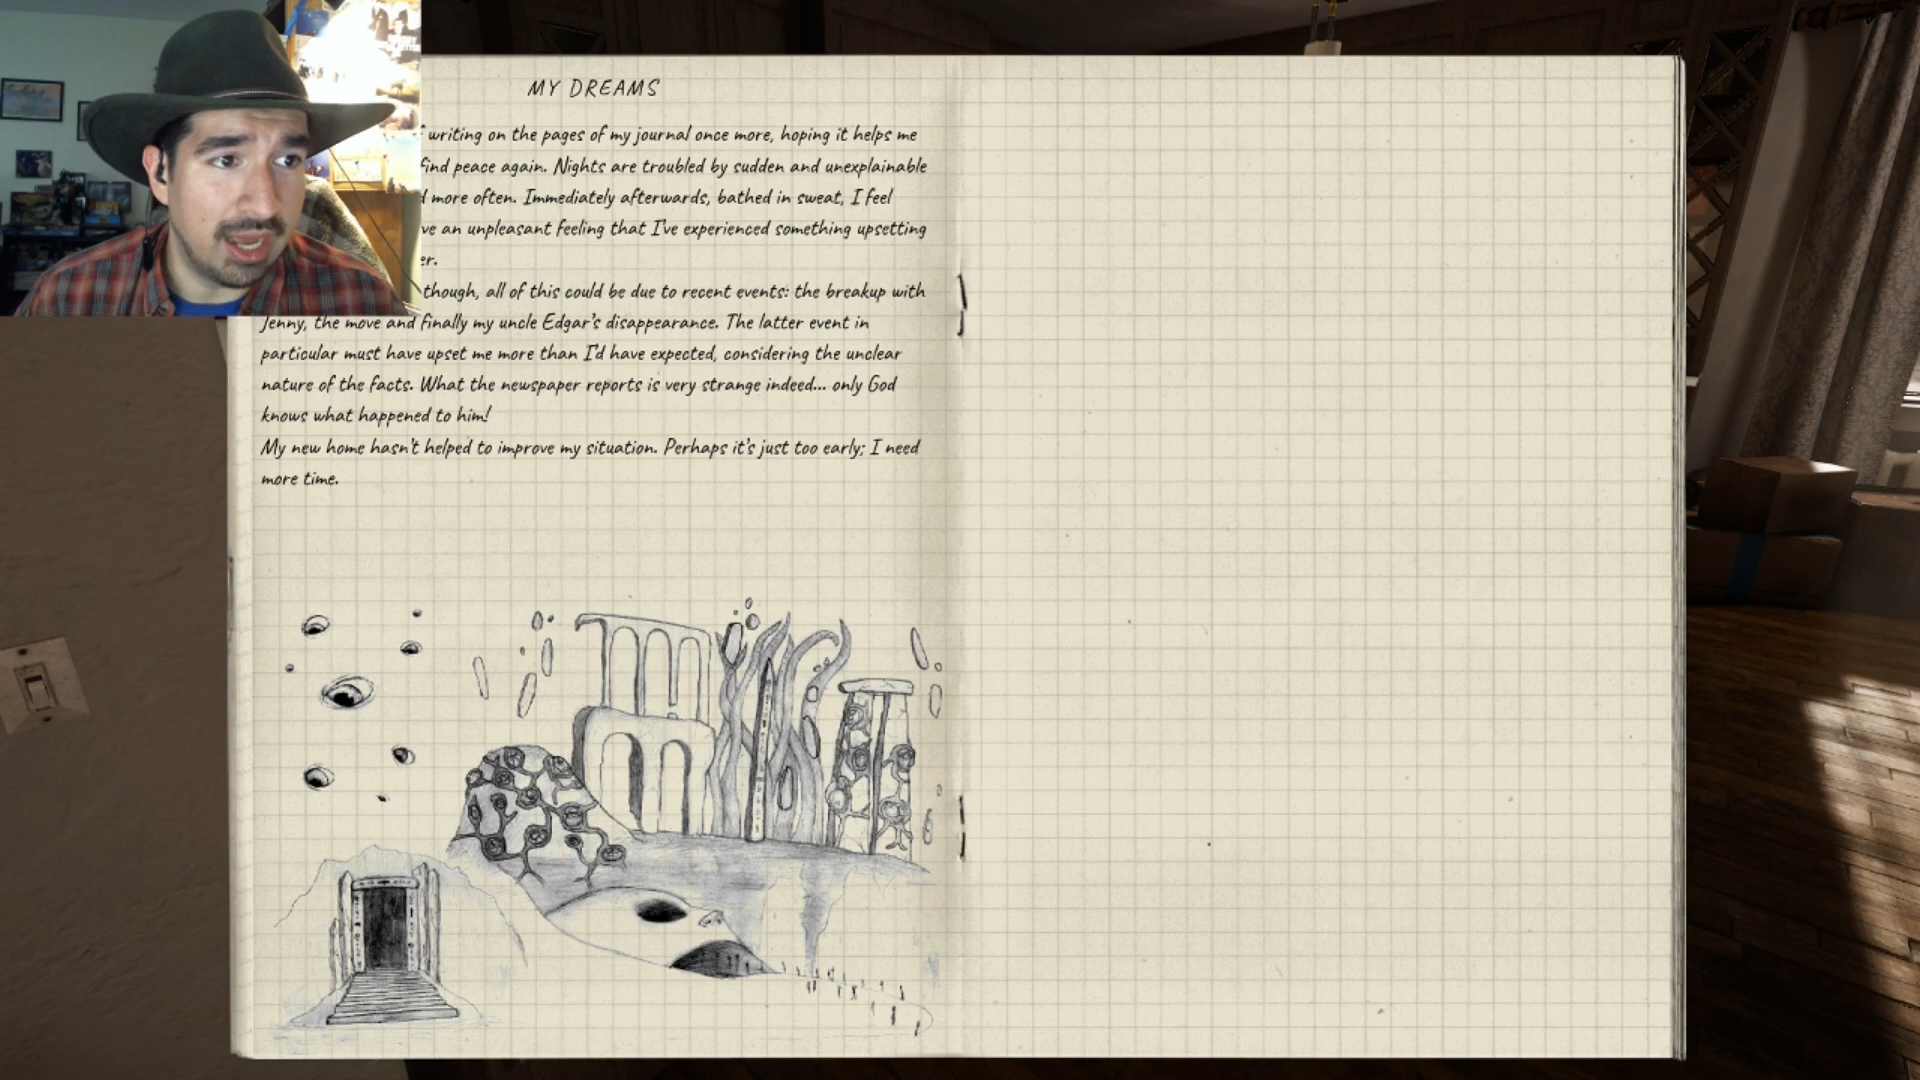 MY DREAMS
writing on the pages of my journal once more, hoping it helps me
find peace again. Nights are troubled by sudden and unexplainable
more often. Immediately afterwards, bathed in sweat, I feel
an unpleasant feeling that I've experienced something upsetting
though, all of this could be due to recent events: the breakup with
Jenny, the move and finally my uncle Edgar's disappearance. The latter event in
particular must have upset me more than I'd have expected, considering the unclear
nature of the facts. What the newspaper reports is very strange indeed... only God
knows what happened to him!
My new home hasn't helped to improve my situation. Perhaps it's just too early; I need
more time.